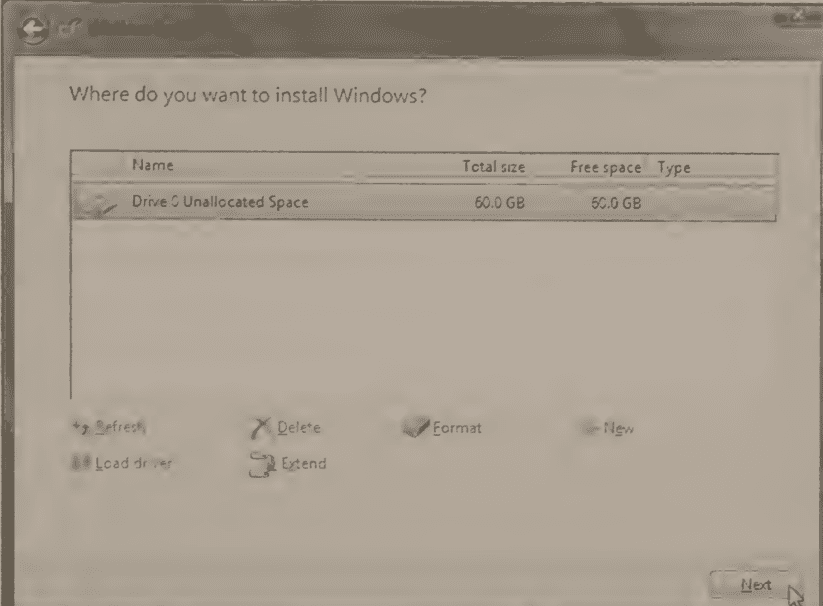 Where do you want to install Windows?
Name Total size Free space Type
Drive 0 Unallocated Space 60.0 GB 60.0 GB
Refresh Delete Format New
Load driver Extend
Next